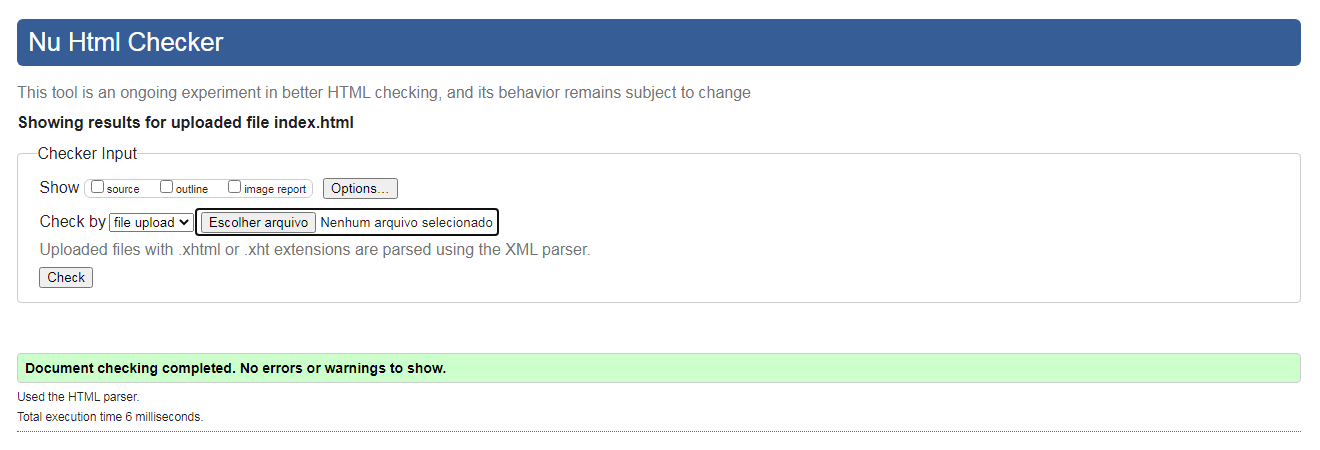 Nu Html Checker
This tool is an ongoing experiment in better HTML checking, and its behavior remains subject to change
Showing results for uploaded file index.html
Checker Input
Show source outline image report Options...
Check by file upload Escolher arquivo Nenhum arquivo selecionado
Uploaded files with .xhtml or .xht extensions are parsed using the XML parser.
Check
Document checking completed. No errors or warnings to show.
Used the HTML parser.
Total execution time 6 milliseconds.